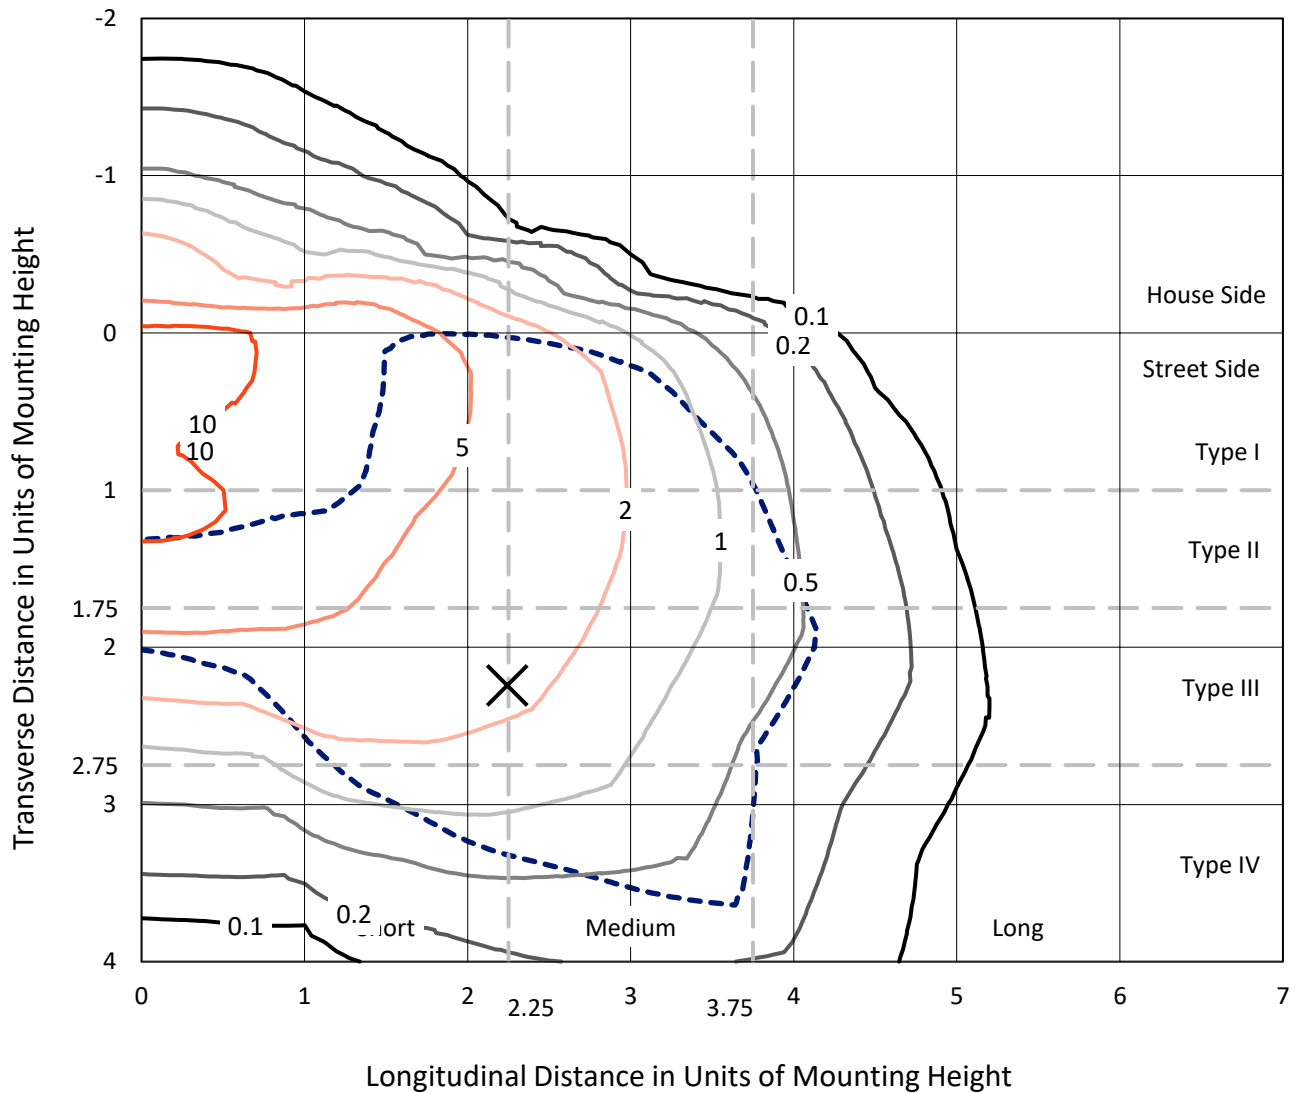 -2
-1
0
1
1.75
2
2.75
3
4
Transverse Distance in Units of Mounting Height
House Side
0.1
0.2
Street Side
10
10
5
Type I
2
1
Type II
0.5
Type III
Type IV
0.1
0.2
Short
Medium
Long
0
1
2
2.25
3
3.75
4
5
6
7
Longitudinal Distance in Units of Mounting Height